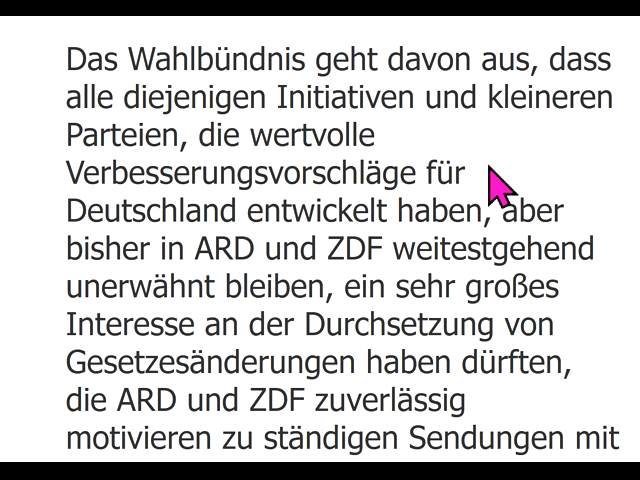 Das Wahlbündnis geht davon aus, dass
alle diejenigen Initiativen und kleineren
Parteien, die wertvolle
Verbesserungsvorschläge für
Deutschland entwickelt haben, aber
bisher in ARD und ZDF weitestgehend
unerwähnt bleiben, ein sehr großes
Interesse an der Durchsetzung von
Gesetzesänderungen haben dürften,
die ARD und ZDF zuverlässig
motivieren zu ständigen Sendungen mit